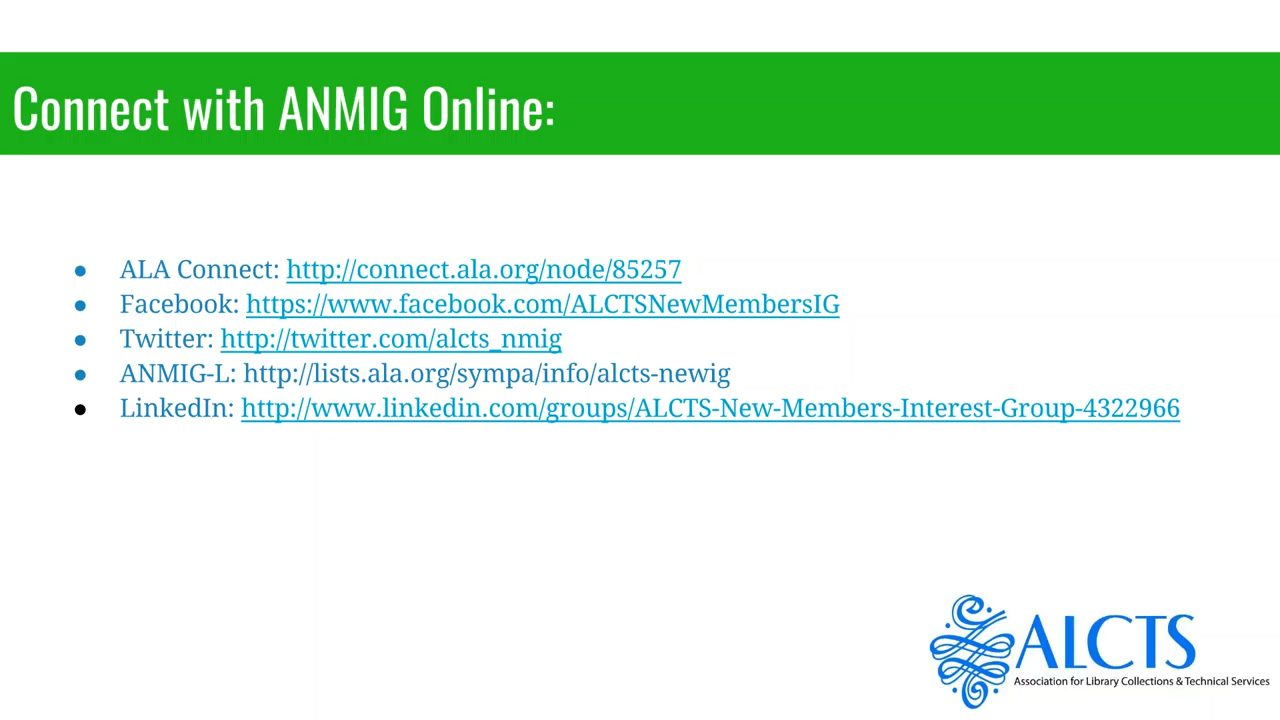 Connect with ANMIG Online:
● ALA Connect: http://connect.ala.org/node/85257
● Facebook: https://www.facebook.com/ALCTSNewMembersIG
● Twitter: http://twitter.com/alcts_nmig
● ANMIG-L: http://lists.ala.org/sympa/info/alcts-newig
● LinkedIn: http://www.linkedin.com/groups/ALCTS-New-Members-Interest-Group-4322966
ALCTS
Association for Library Collections & Technical Services